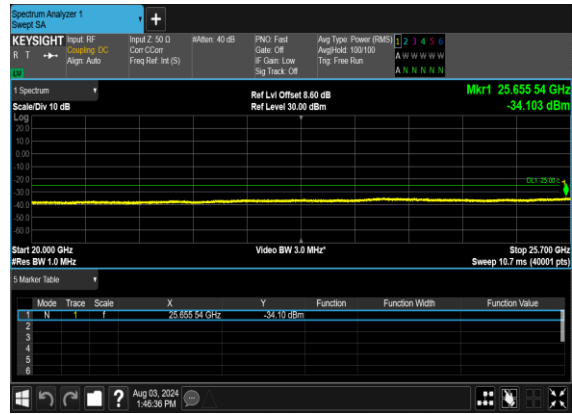 Spectrum Analyzer 1
Swept SA
KEYSIGHT Input: RF Input Z: 50 Ω #Atten: 40 dB PNO: Fast Avg Type: Power (RMS) 1 2 3 4 5 6
R T Coupling: DC Corr CCorr Gate: Off Avg|Hold: 100/100 A W W W W W
Align: Auto Freq Ref: Int (S) IF Gain: Low Trig: Free Run
Sig Track: Off A N N N N N
1 Spectrum Ref Lvl Offset 8.60 dB Mkr1 25.655 54 GHz
Scale/Div 10 dB Ref Level 30.00 dBm -34.103 dBm
Log
20.0
10.0
0.00
-10.0
-20.0
DL1 -25.00
-30.0
-40.0
-50.0
-60.0
Start 20.000 GHz Video BW 3.0 MHz* Stop 25.700 GHz
#Res BW 1.0 MHz Sweep 10.7 ms (40001 pts)
5 Marker Table
Mode Trace Scale X Y Function Function Width Function Value
1 N 1 f 25.655 54 GHz -34.10 dBm
2
3
4
5
6
? Aug 03, 2024
1:46:36 PM